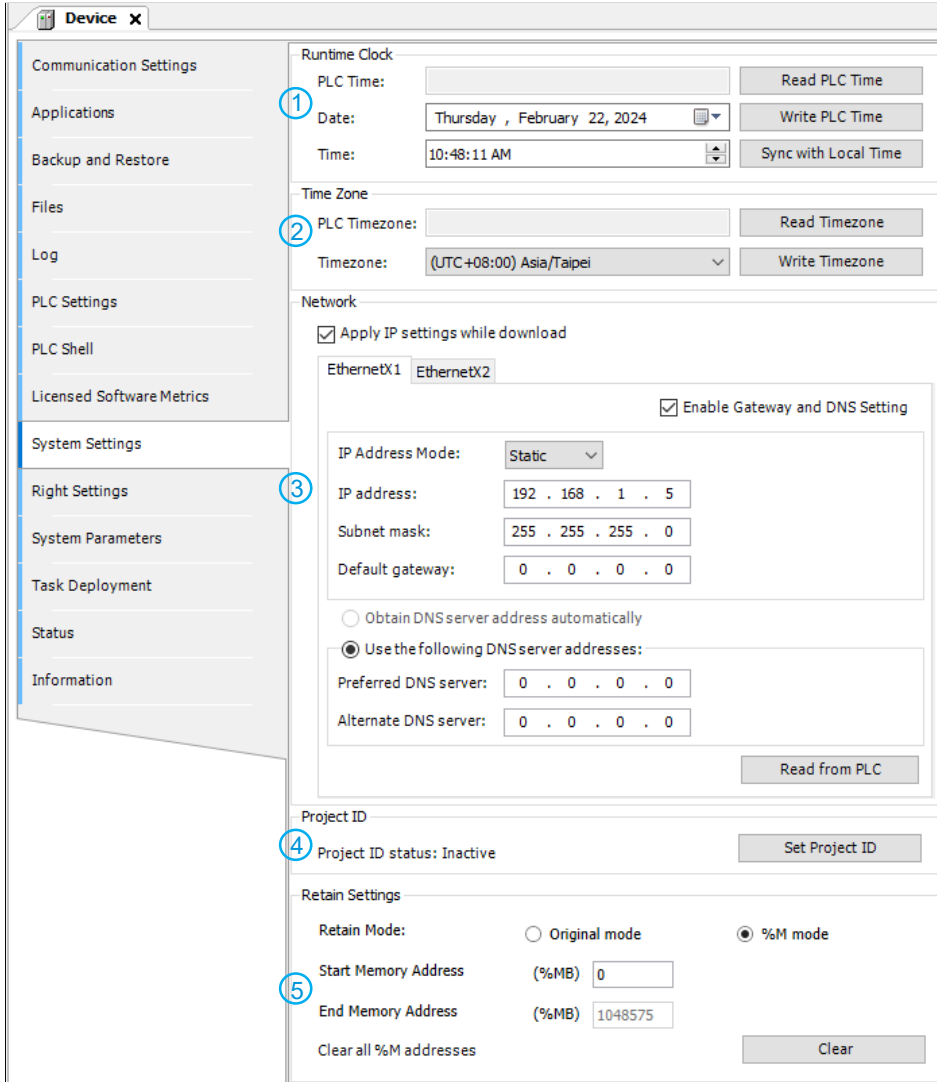 Device X
Communication Settings
Applications
Backup and Restore
Files
Log
PLC Settings
PLC Shell
Licensed Software Metrics
System Settings
Right Settings
System Parameters
Task Deployment
Status
Information
Runtime Clock
1
PLC Time: Read PLC Time
Date: Thursday , February 22, 2024 Write PLC Time
Time: 10:48:11 AM Sync with Local Time
Time Zone
2
PLC Timezone: Read Timezone
Timezone: (UTC+08:00) Asia/Taipei Write Timezone
Network
3
Apply IP settings while download
EthernetX1 EthernetX2
Enable Gateway and DNS Setting
IP Address Mode: Static
IP address: 192 . 168 . 1 . 5
Subnet mask: 255 . 255 . 255 . 0
Default gateway: 0 . 0 . 0 . 0
Obtain DNS server address automatically
Use the following DNS server addresses:
Preferred DNS server: 0 . 0 . 0 . 0
Alternate DNS server: 0 . 0 . 0 . 0
Read from PLC
Project ID
4
Project ID status: Inactive Set Project ID
Retain Settings
5
Retain Mode: Original mode %M mode
Start Memory Address (%MB) 0
End Memory Address (%MB) 1048575
Clear all %M addresses Clear